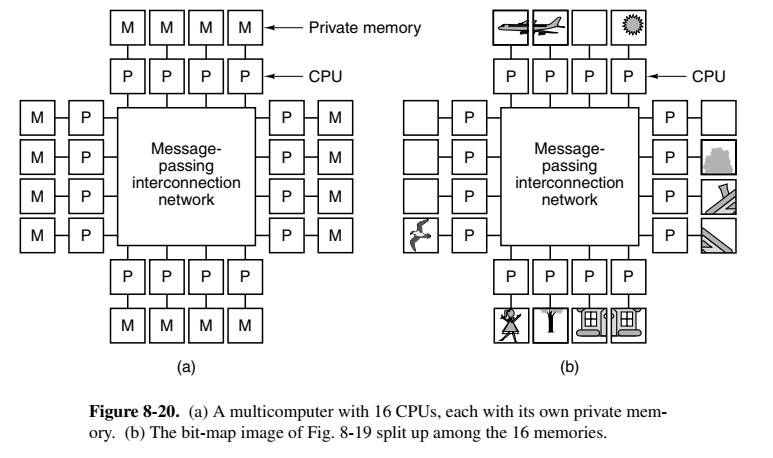 M M M M Private memory
P P P P CPU
M P P M
M P P M
M P P M
M P P M
Message-
passing
interconnection
network
P P P P
M M M M
(a)
P P P P CPU
P P
P P
P P
P P
Message-
passing
interconnection
network
P P P P
(b)
Figure 8-20. (a) A multicomputer with 16 CPUs, each with its own private mem-
ory. (b) The bit-map image of Fig. 8-19 split up among the 16 memories.